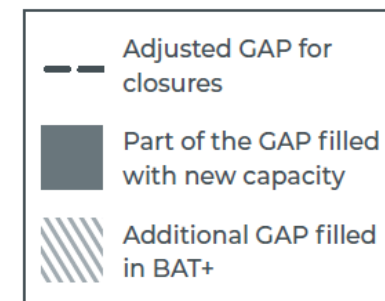 Adjusted GAP for
closures
Part of the GAP filled
with new capacity
Additional GAP filled
in BAT+